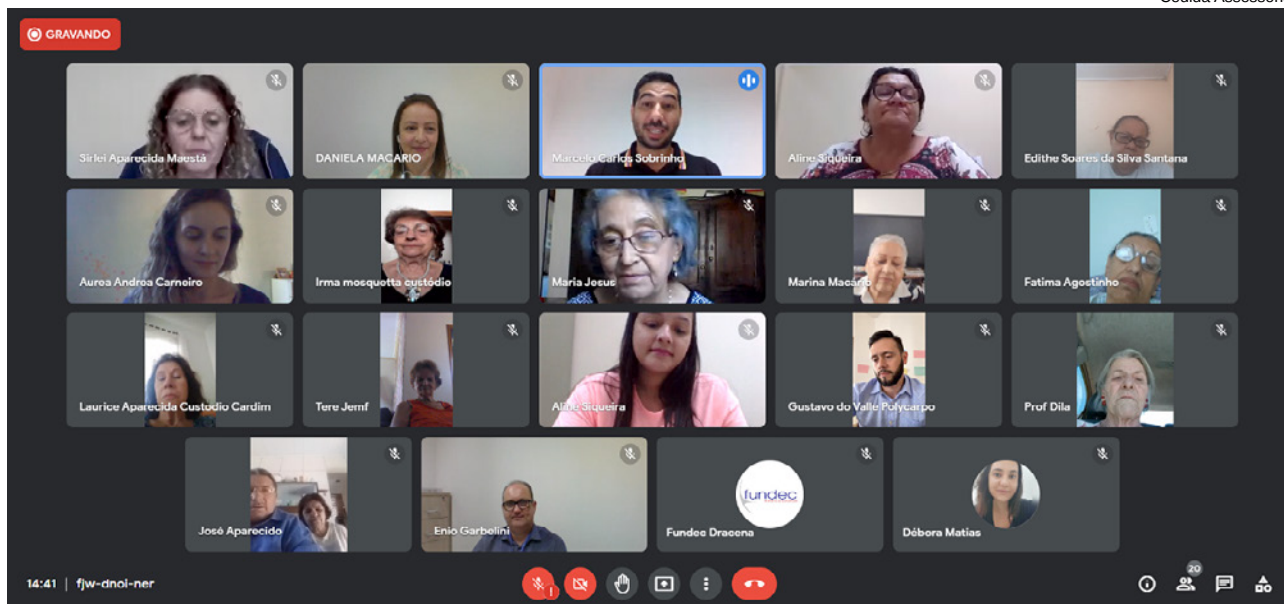 GRAVANDO
Sirlei Aparecida Maestá
DANIELA MACARIO
Marcelo Carlos Sobrinho
Aline Siqueira
Edithe Soares da Silva Santana
Aurea Andrea Carneiro
Irma mosquetta custódio
Maria Jesus
Marina Macário
Fatima Agostinho
Laurice Aparecida Custodio Cardim
Tere Jemf
Aline Siqueira
Gustavo do Valle Polycarpo
Prof Dila
José Aparecido
Enio Garbelini
fundec
Fundec Dracena
Débora Matias
14:41 | fjw-dnoi-ner
20